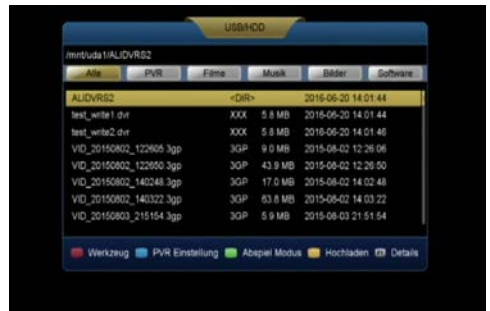 USB/HDD
/mnt/uda1/ALIDVRS2
Alle PVR Filme Musik Bilder Software
ALIDVRS2 <DIR> 2016-06-20 14:01:44
test_write1.dvr XXX 5.8 MB 2016-06-20 14:01:44
test_write2.dvr XXX 5.8 MB 2016-06-20 14:01:46
VID_20150802_122605.3gp 3GP 9.0 MB 2015-08-02 12:26:06
VID_20150802_122650.3gp 3GP 43.9 MB 2015-08-02 12:26:50
VID_20150802_140248.3gp 3GP 17.0 MB 2015-08-02 14:02:48
VID_20150802_140322.3gp 3GP 63.8 MB 2015-08-02 14:03:22
VID_20150803_215154.3gp 3GP 5.9 MB 2015-08-03 21:51:54
Werkzeug PVR Einstellung Abspiel Modus Hochladen Details